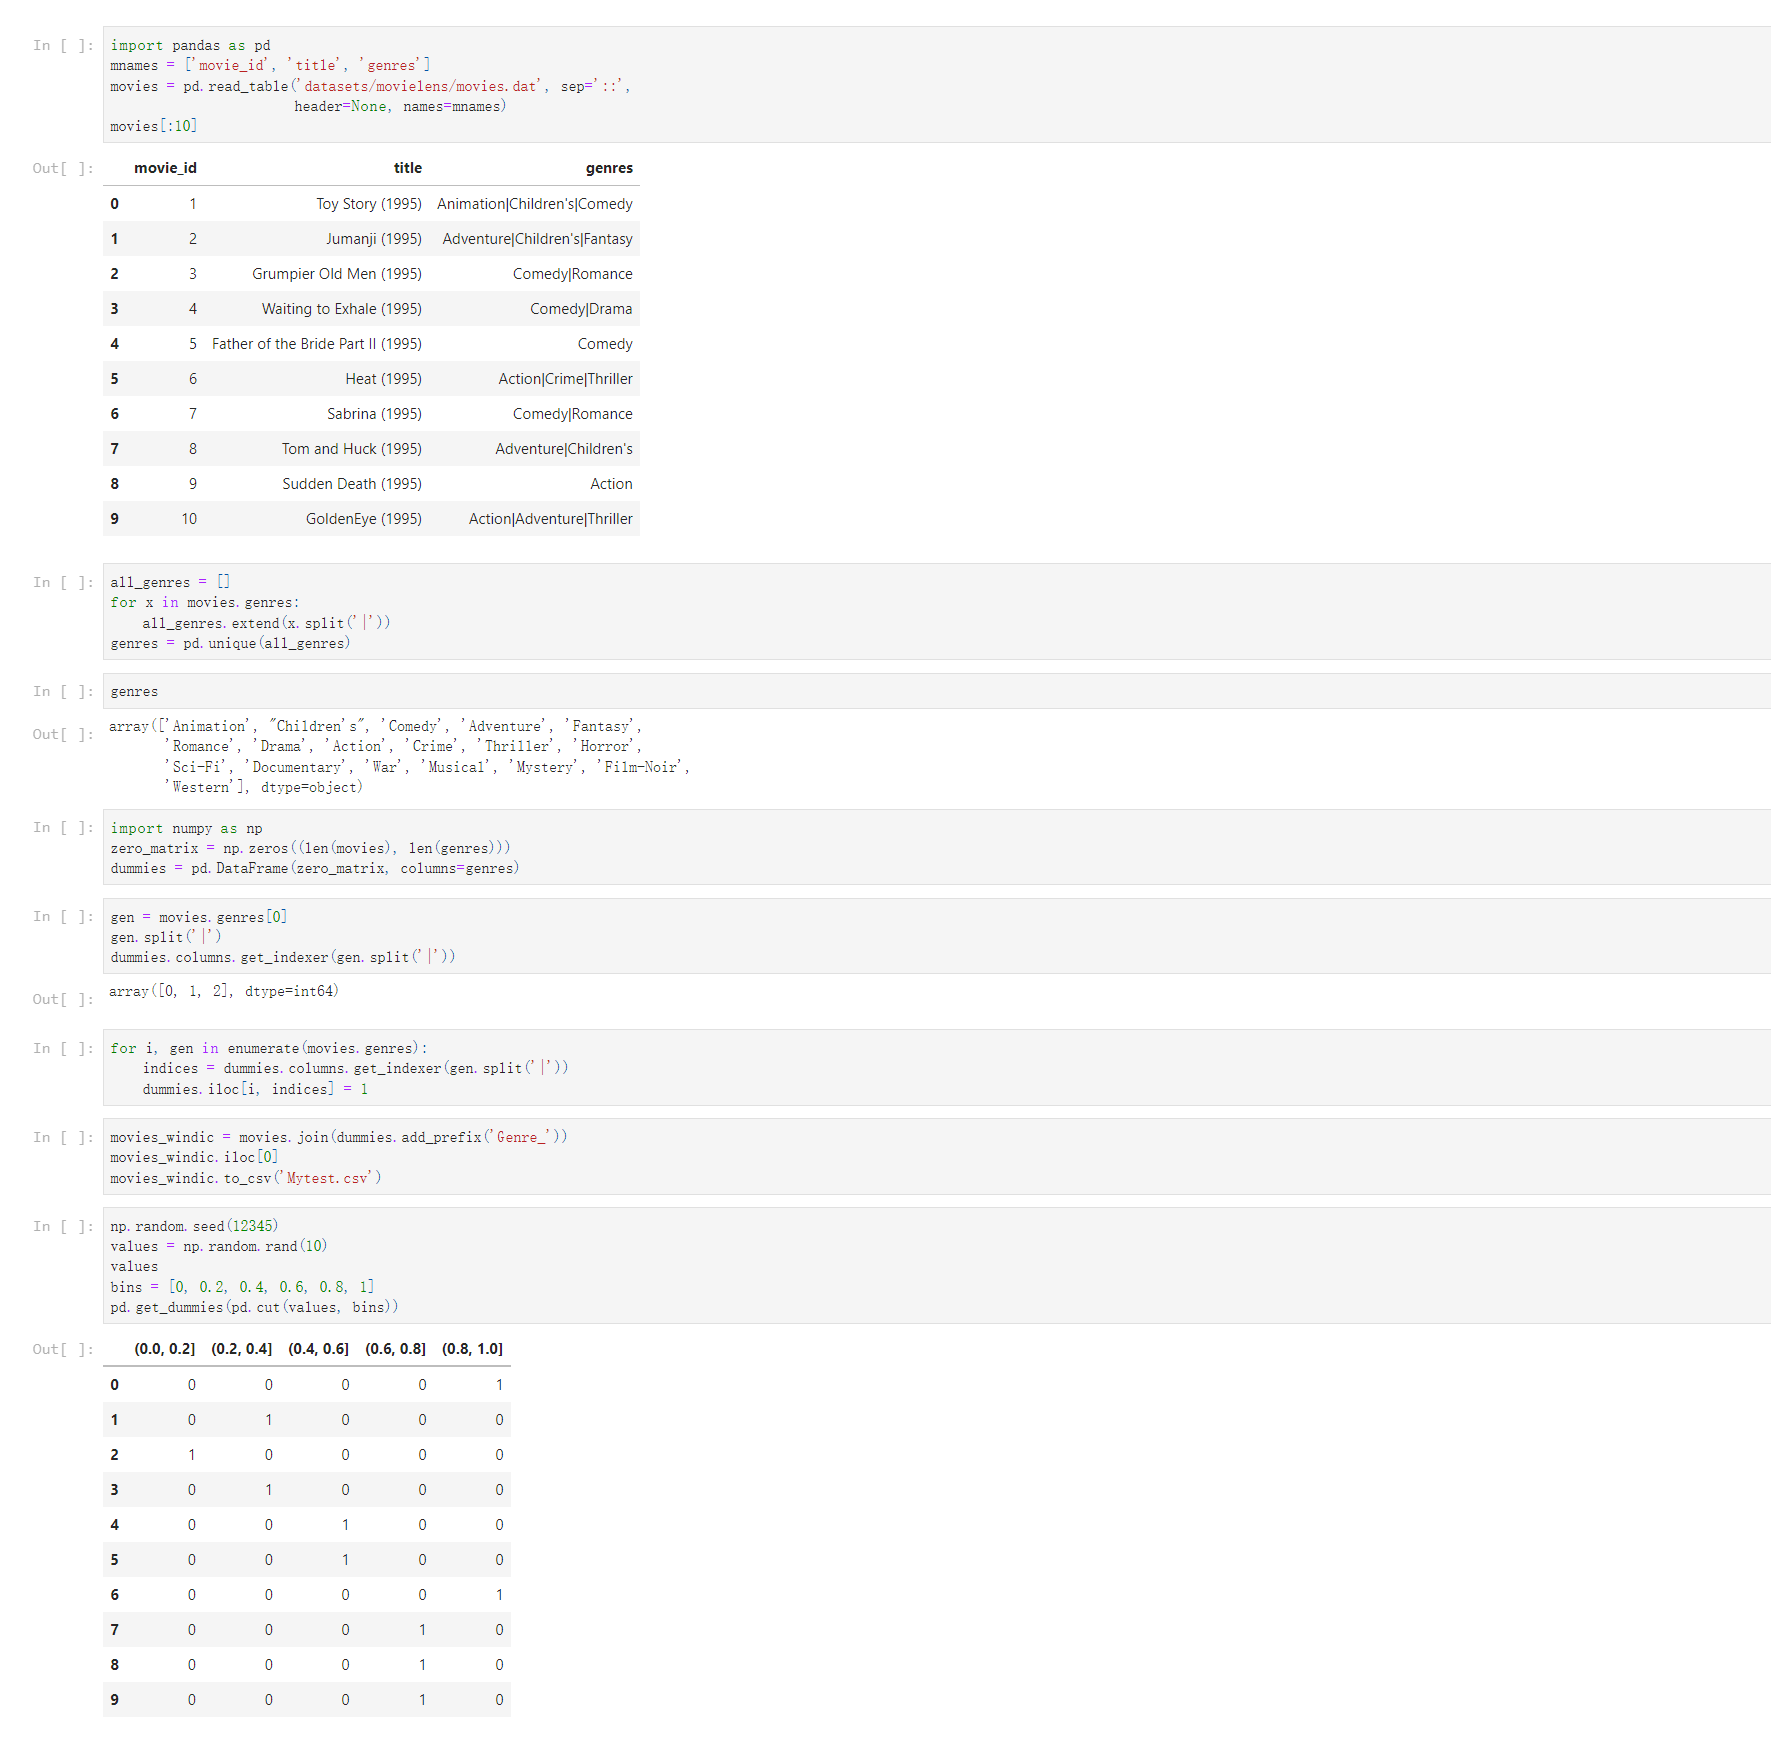 In [ ]: import pandas as pd
mnames = ['movie_id', 'title', 'genres']
movies = pd.read_table('datasets/movielens/movies.dat', sep='::',
                       header=None, names=mnames)
movies[:10]
Out[ ]: movie_id title genres
0 1 Toy Story (1995) Animation|Children's|Comedy
1 2 Jumanji (1995) Adventure|Children's|Fantasy
2 3 Grumpier Old Men (1995) Comedy|Romance
3 4 Waiting to Exhale (1995) Comedy|Drama
4 5 Father of the Bride Part II (1995) Comedy
5 6 Heat (1995) Action|Crime|Thriller
6 7 Sabrina (1995) Comedy|Romance
7 8 Tom and Huck (1995) Adventure|Children's
8 9 Sudden Death (1995) Action
9 10 GoldenEye (1995) Action|Adventure|Thriller
In [ ]: all_genres = []
for x in movies.genres:
    all_genres.extend(x.split('|'))
genres = pd.unique(all_genres)
In [ ]: genres
Out[ ]: array(['Animation', "Children's", 'Comedy', 'Adventure', 'Fantasy',
       'Romance', 'Drama', 'Action', 'Crime', 'Thriller', 'Horror',
       'Sci-Fi', 'Documentary', 'War', 'Musical', 'Mystery', 'Film-Noir',
       'Western'], dtype=object)
In [ ]: import numpy as np
zero_matrix = np.zeros((len(movies), len(genres)))
dummies = pd.DataFrame(zero_matrix, columns=genres)
In [ ]: gen = movies.genres[0]
gen.split('|')
dummies.columns.get_indexer(gen.split('|'))
Out[ ]: array([0, 1, 2], dtype=int64)
In [ ]: for i, gen in enumerate(movies.genres):
    indices = dummies.columns.get_indexer(gen.split('|'))
    dummies.iloc[i, indices] = 1
In [ ]: movies_windic = movies.join(dummies.add_prefix('Genre_'))
movies_windic.iloc[0]
movies_windic.to_csv('Mytest.csv')
In [ ]: np.random.seed(12345)
values = np.random.rand(10)
values
bins = [0, 0.2, 0.4, 0.6, 0.8, 1]
pd.get_dummies(pd.cut(values, bins))
Out[ ]: (0.0, 0.2] (0.2, 0.4] (0.4, 0.6] (0.6, 0.8] (0.8, 1.0]
0 0 0 0 0 1
1 0 1 0 0 0
2 1 0 0 0 0
3 0 1 0 0 0
4 0 0 1 0 0
5 0 0 1 0 0
6 0 0 0 0 1
7 0 0 0 1 0
8 0 0 0 1 0
9 0 0 0 1 0